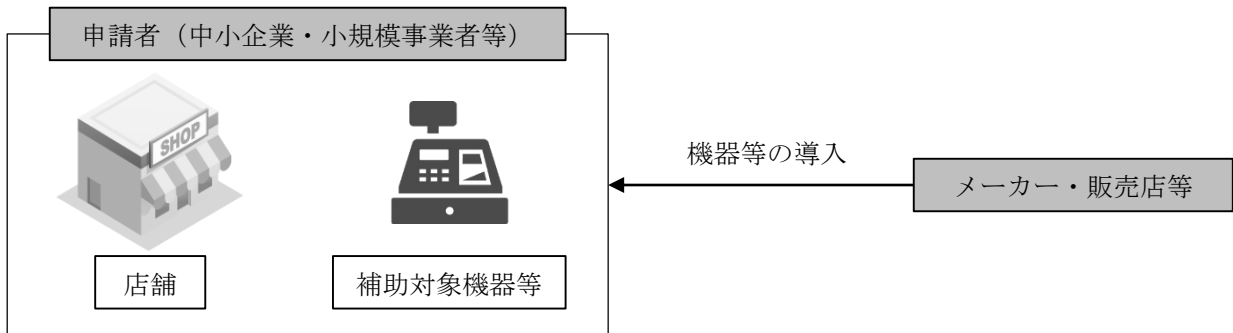 申請者（中小企業・小規模事業者等）
SHOP
機器等の導入
メーカー・販売店等
店舗
補助対象機器等